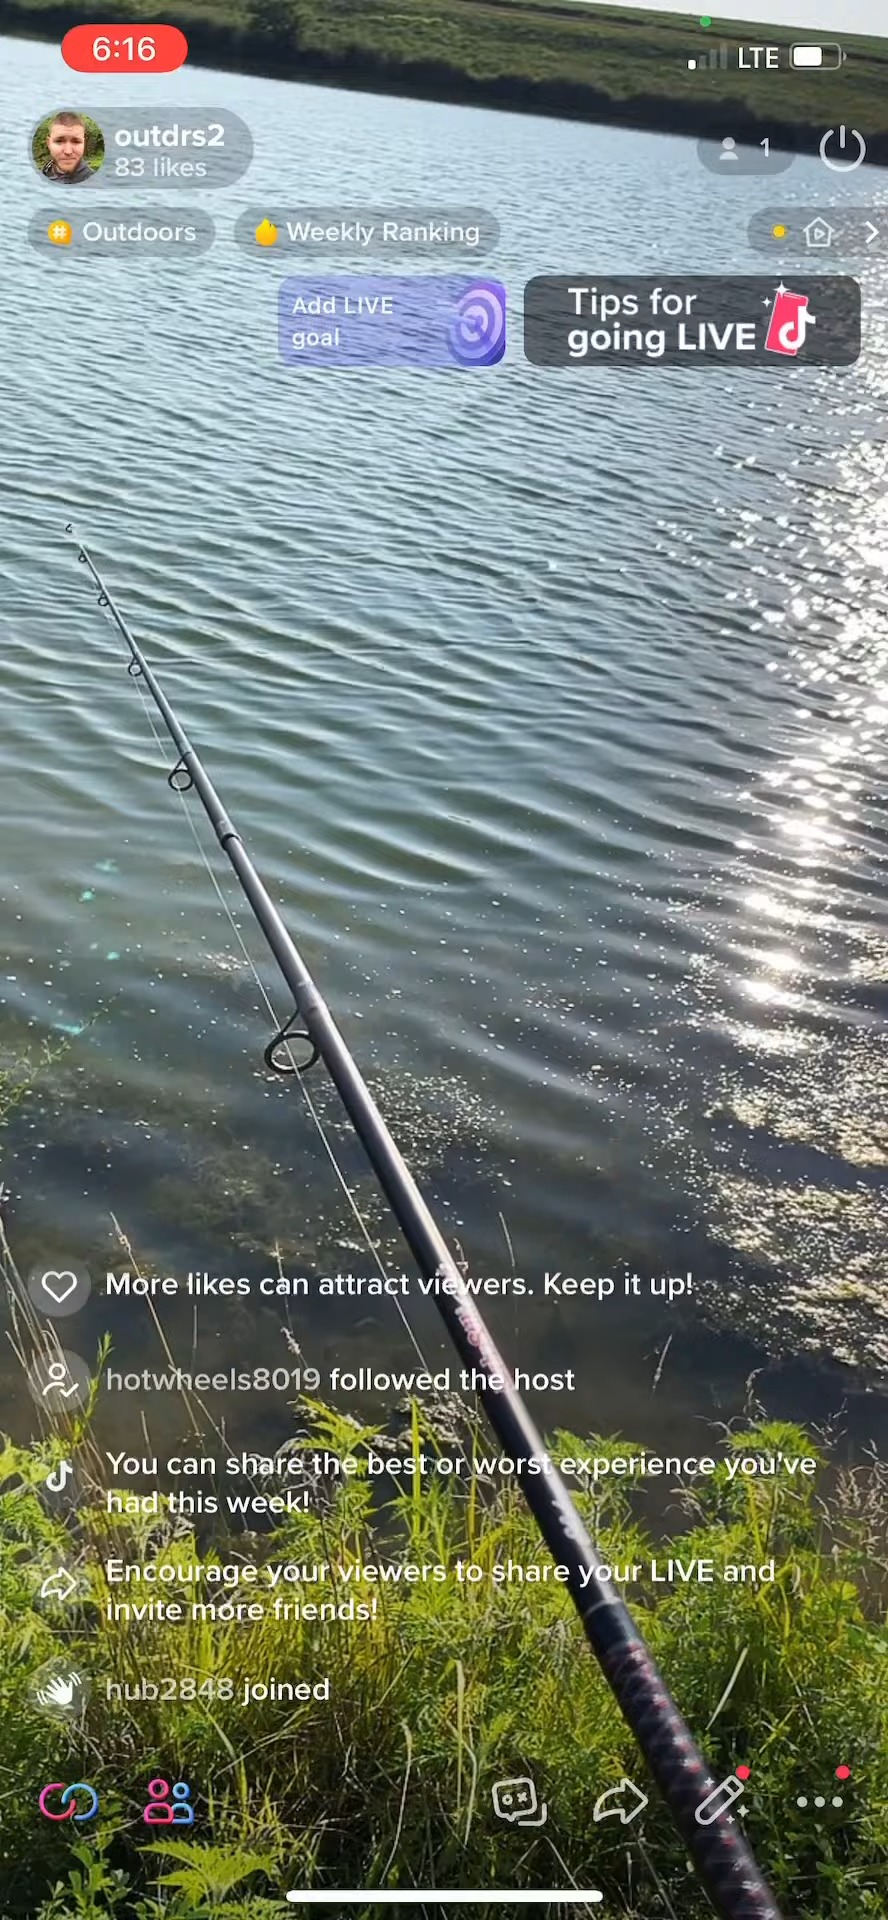 6:16
LTE
outdrs2
83 likes
1
Outdoors
Weekly Ranking
Add LIVE
goal
Tips for
going LIVE
More likes can attract viewers. Keep it up!
hotwheels8019 followed the host
You can share the best or worst experience you've
had this week!
Encourage your viewers to share your LIVE and
invite more friends!
hub2848 joined